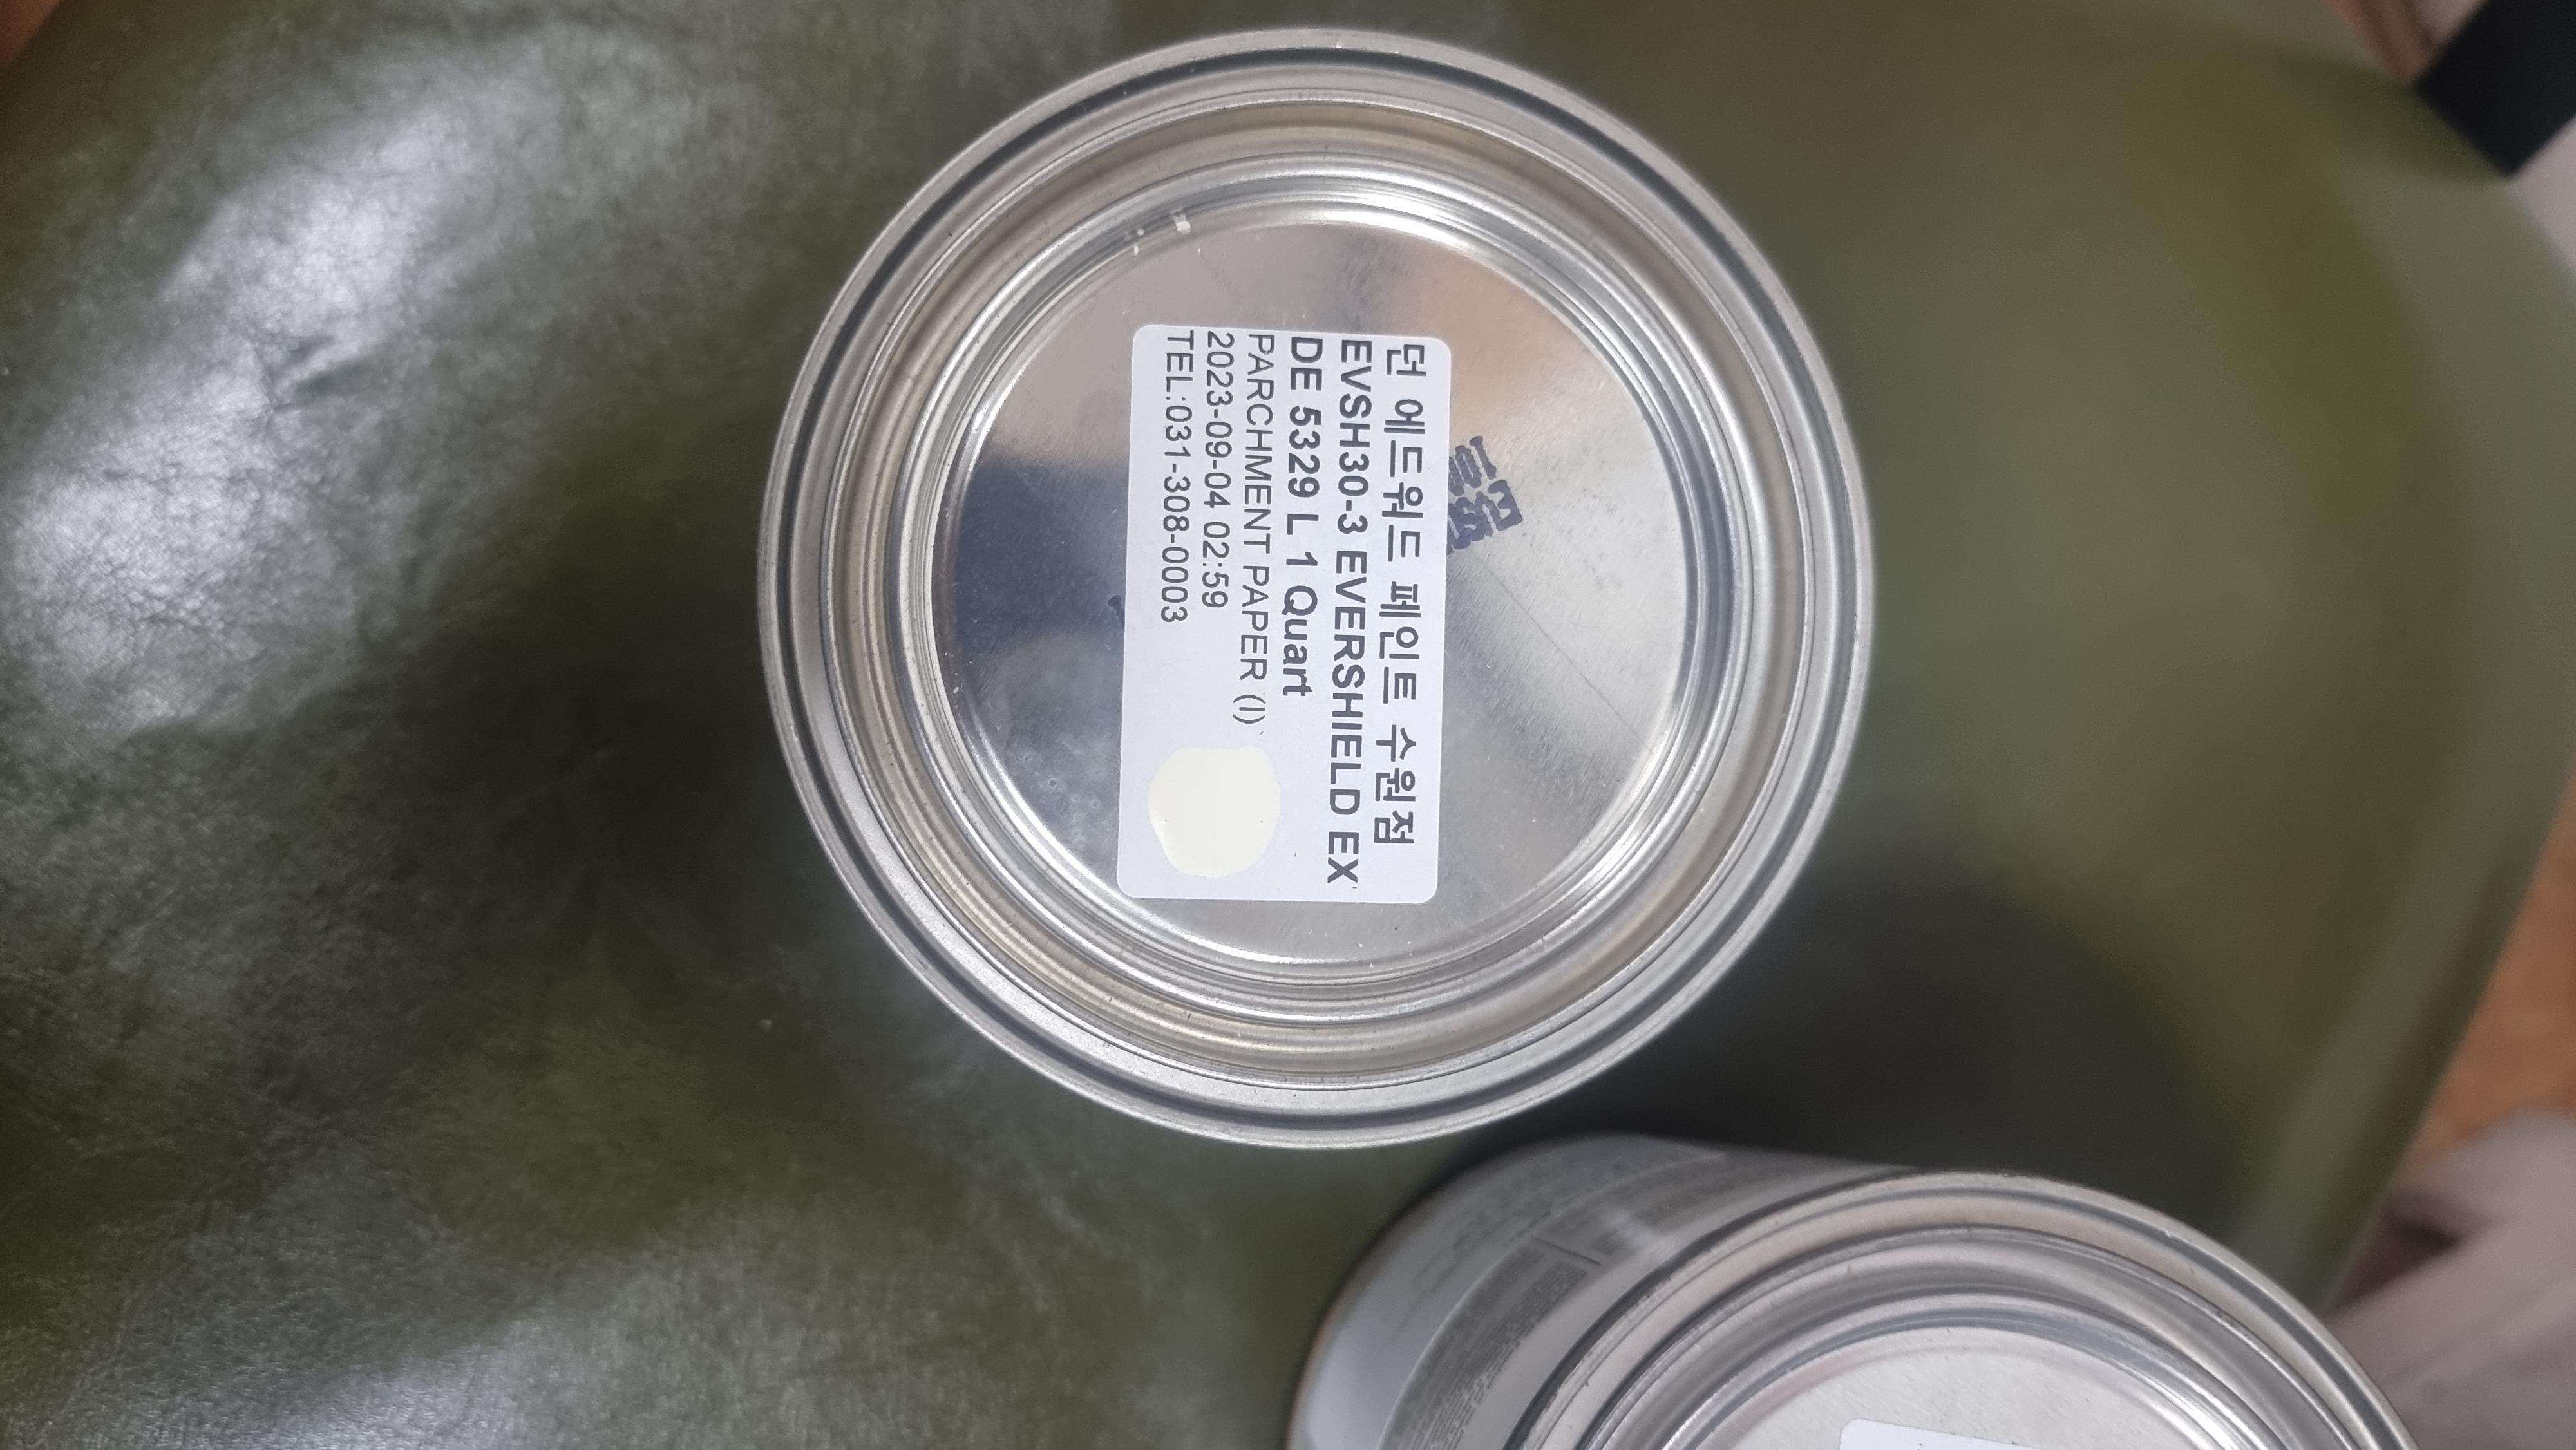 던 에드워드 페인트 수원점
EVSH30-3 EVERSHIELD EX
DE 5329 L 1 Quart
PARCHMENT PAPER (I)
2023-09-04 02:59
TEL:031-308-0003